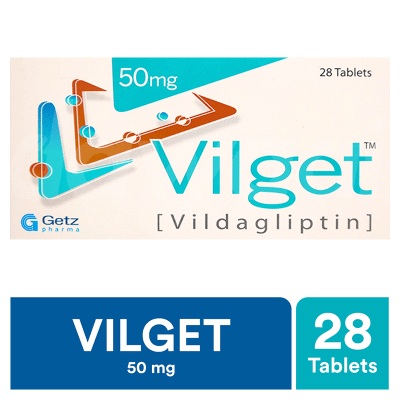 50mg
28 Tablets
Vilget™
[Vildagliptin]
Getz
pharma
VILGET
50 mg
28
Tablets